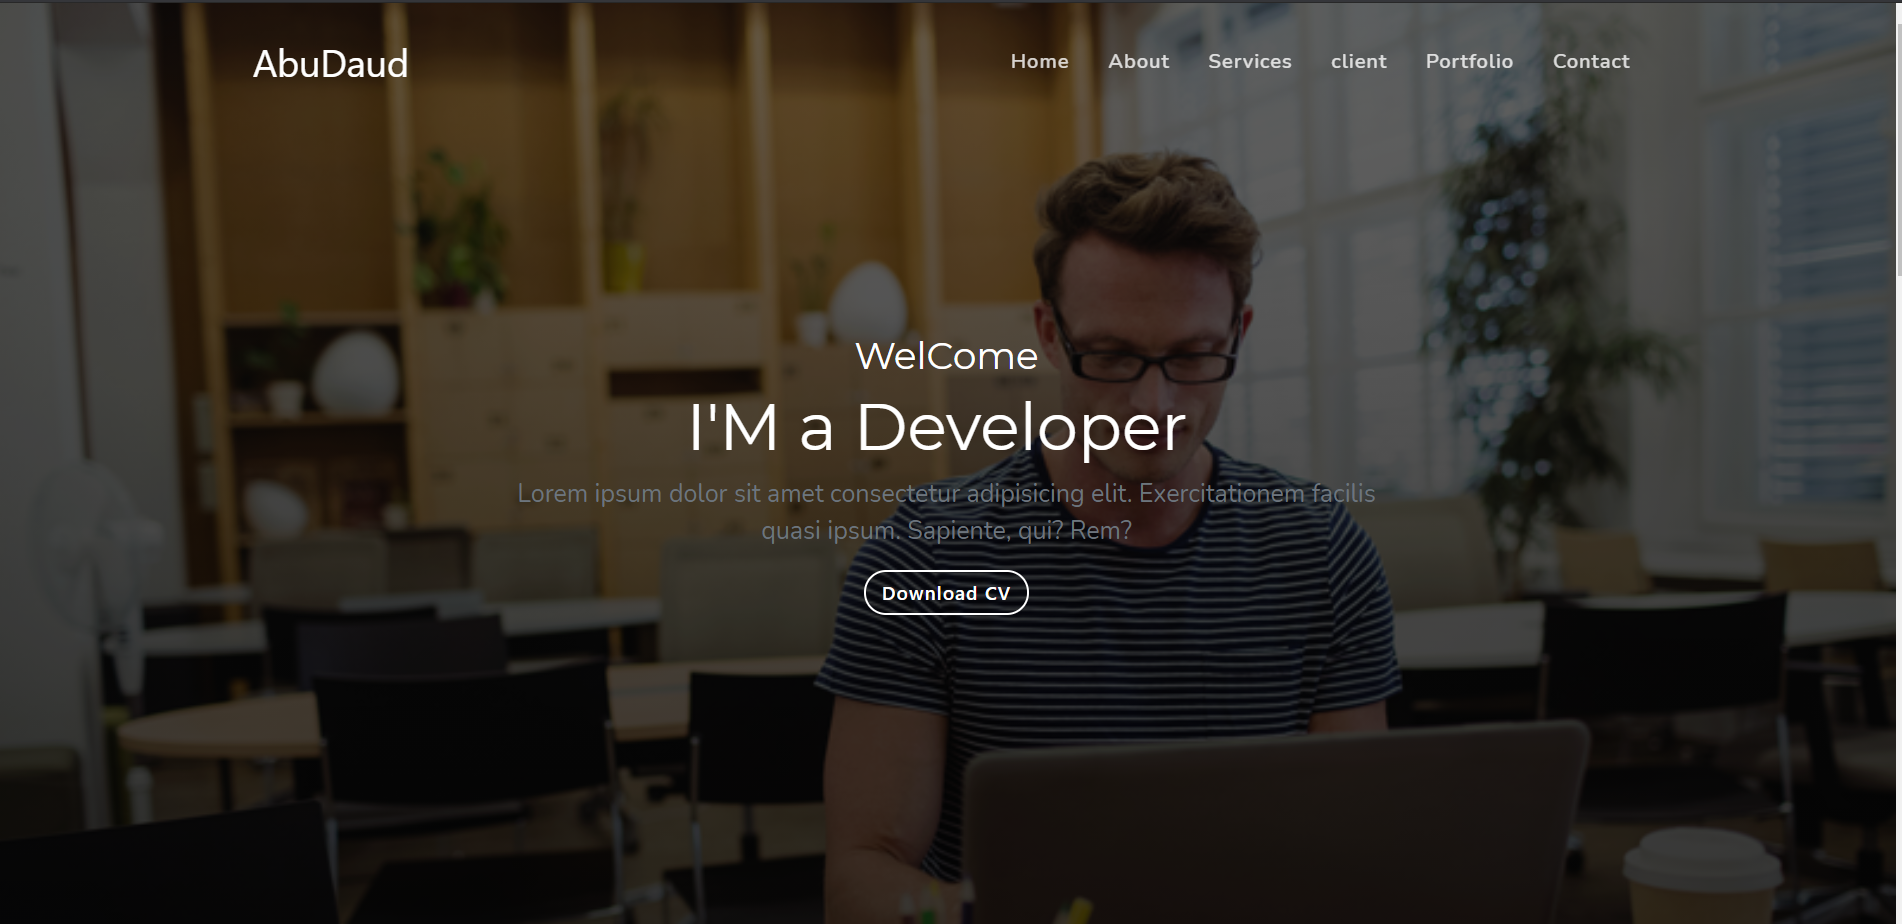 AbuDaud
Home About Services client Portfolio Contact
WelCome
I'M a Developer
Lorem ipsum dolor sit amet consectetur adipisicing elit. Exercitationem facilis
quasi ipsum. Sapiente, qui? Rem?
Download CV